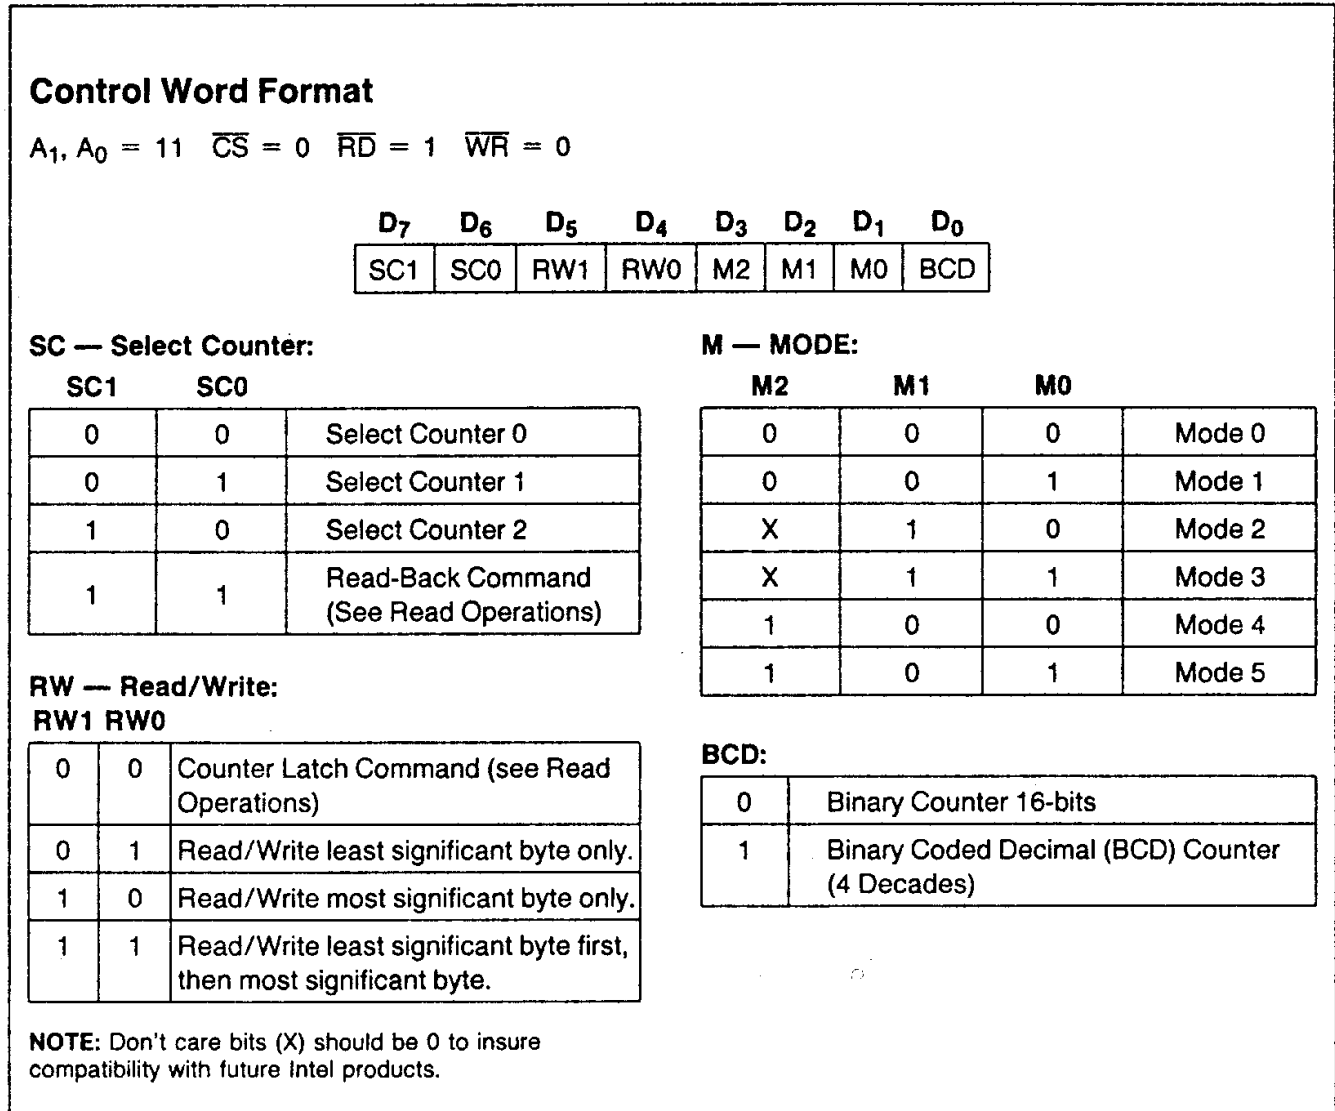 Control Word Format
A₁, A₀ = 11 C̅S̅ = 0 R̅D̅ = 1 W̅R̅ = 0
D₇ D₆ D₅ D₄ D₃ D₂ D₁ D₀
SC1 SC0 RW1 RW0 M2 M1 M0 BCD
SC — Select Counter:
SC1 SC0
0 0 Select Counter 0
0 1 Select Counter 1
1 0 Select Counter 2
1 1 Read-Back Command
(See Read Operations)
RW — Read/Write:
RW1 RW0
0 0 Counter Latch Command (see Read
Operations)
0 1 Read/Write least significant byte only.
1 0 Read/Write most significant byte only.
1 1 Read/Write least significant byte first,
then most significant byte.
M — MODE:
M2 M1 M0
0 0 0 Mode 0
0 0 1 Mode 1
X 1 0 Mode 2
X 1 1 Mode 3
1 0 0 Mode 4
1 0 1 Mode 5
BCD:
0 Binary Counter 16-bits
1 Binary Coded Decimal (BCD) Counter
(4 Decades)
NOTE: Don't care bits (X) should be 0 to insure
compatibility with future Intel products.